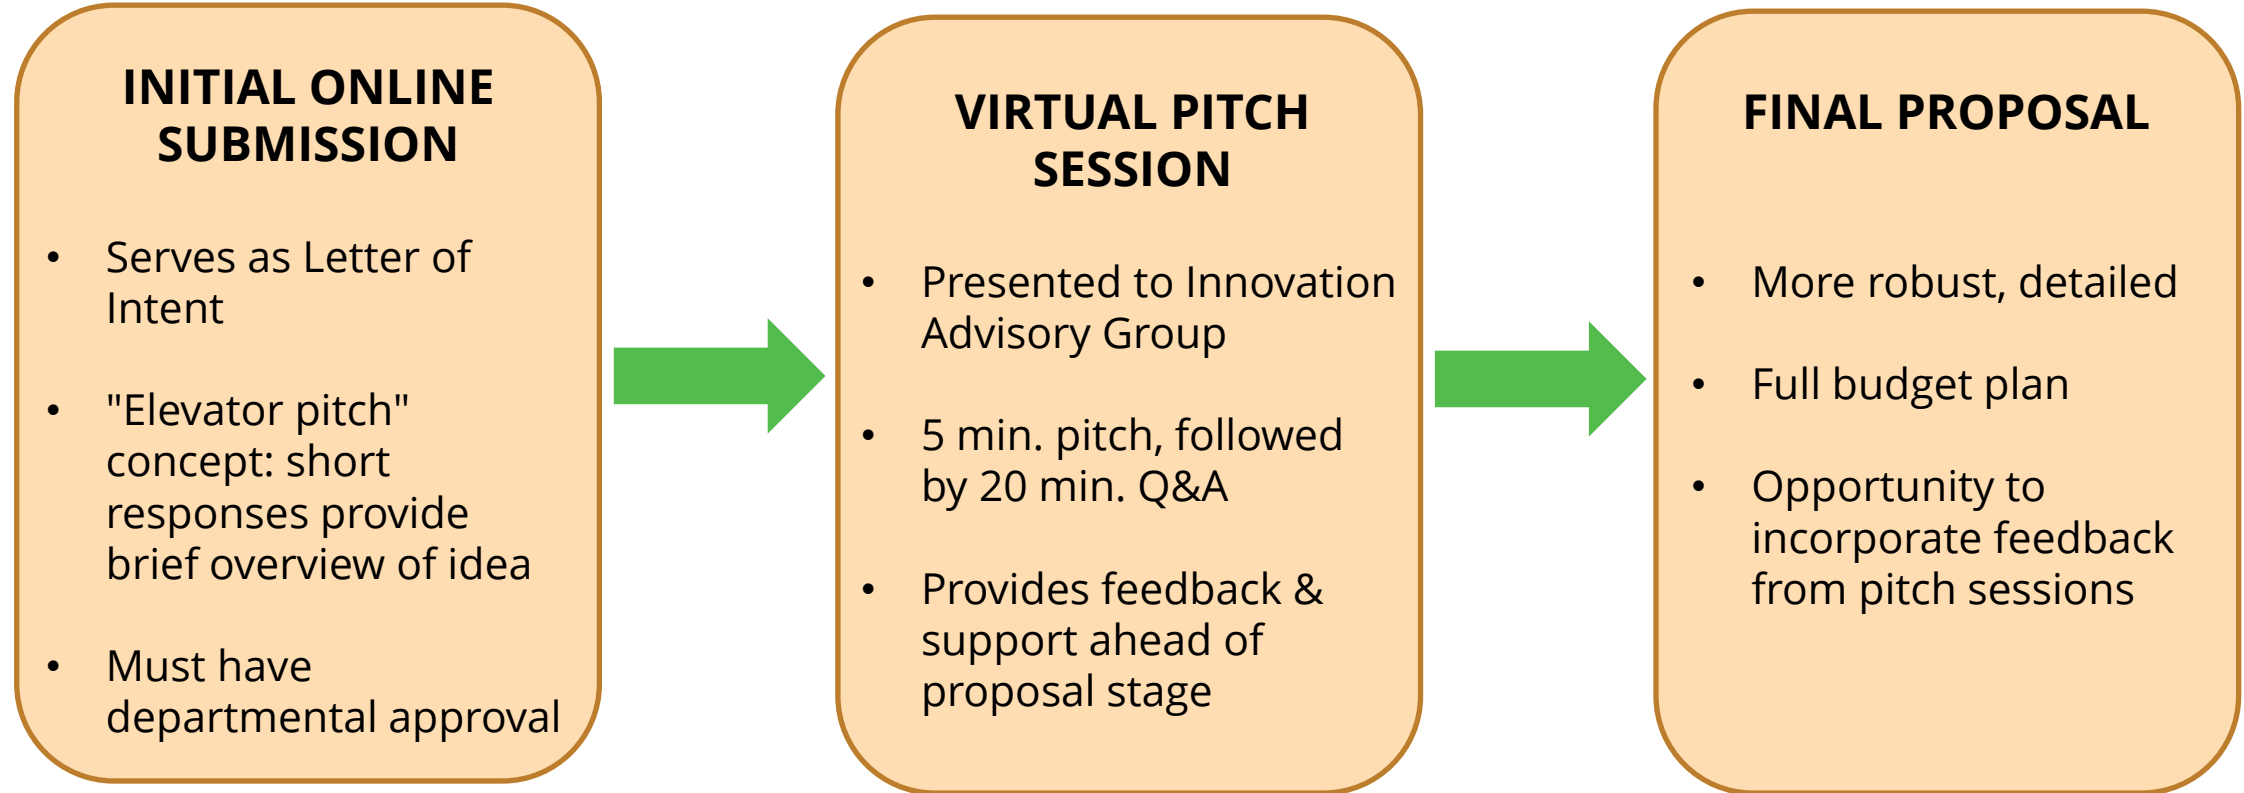 INITIAL ONLINE
SUBMISSION
• Serves as Letter of
Intent
• "Elevator pitch"
concept: short
responses provide
brief overview of idea
• Must have
departmental approval
VIRTUAL PITCH
SESSION
• Presented to Innovation
Advisory Group
• 5 min. pitch, followed
by 20 min. Q&A
• Provides feedback &
support ahead of
proposal stage
FINAL PROPOSAL
• More robust, detailed
• Full budget plan
• Opportunity to
incorporate feedback
from pitch sessions